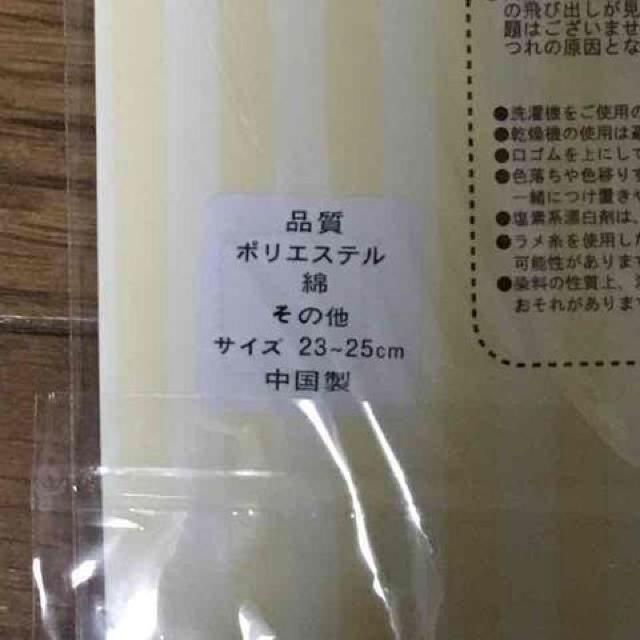 品質
ポリエステル
綿
その他
サイズ 23~25cm
中国製
の飛び出しが見
題はございませ
つれの原因とな
●洗濯機をご使用の
●乾燥機の使用は
●口ゴムを上にして
●色落ちや色移りす
一緒につけ置きや
●塩素系漂白剤は、
●ラメ糸を使用した
可能性があります
●染料の性質上、
おそれがあります